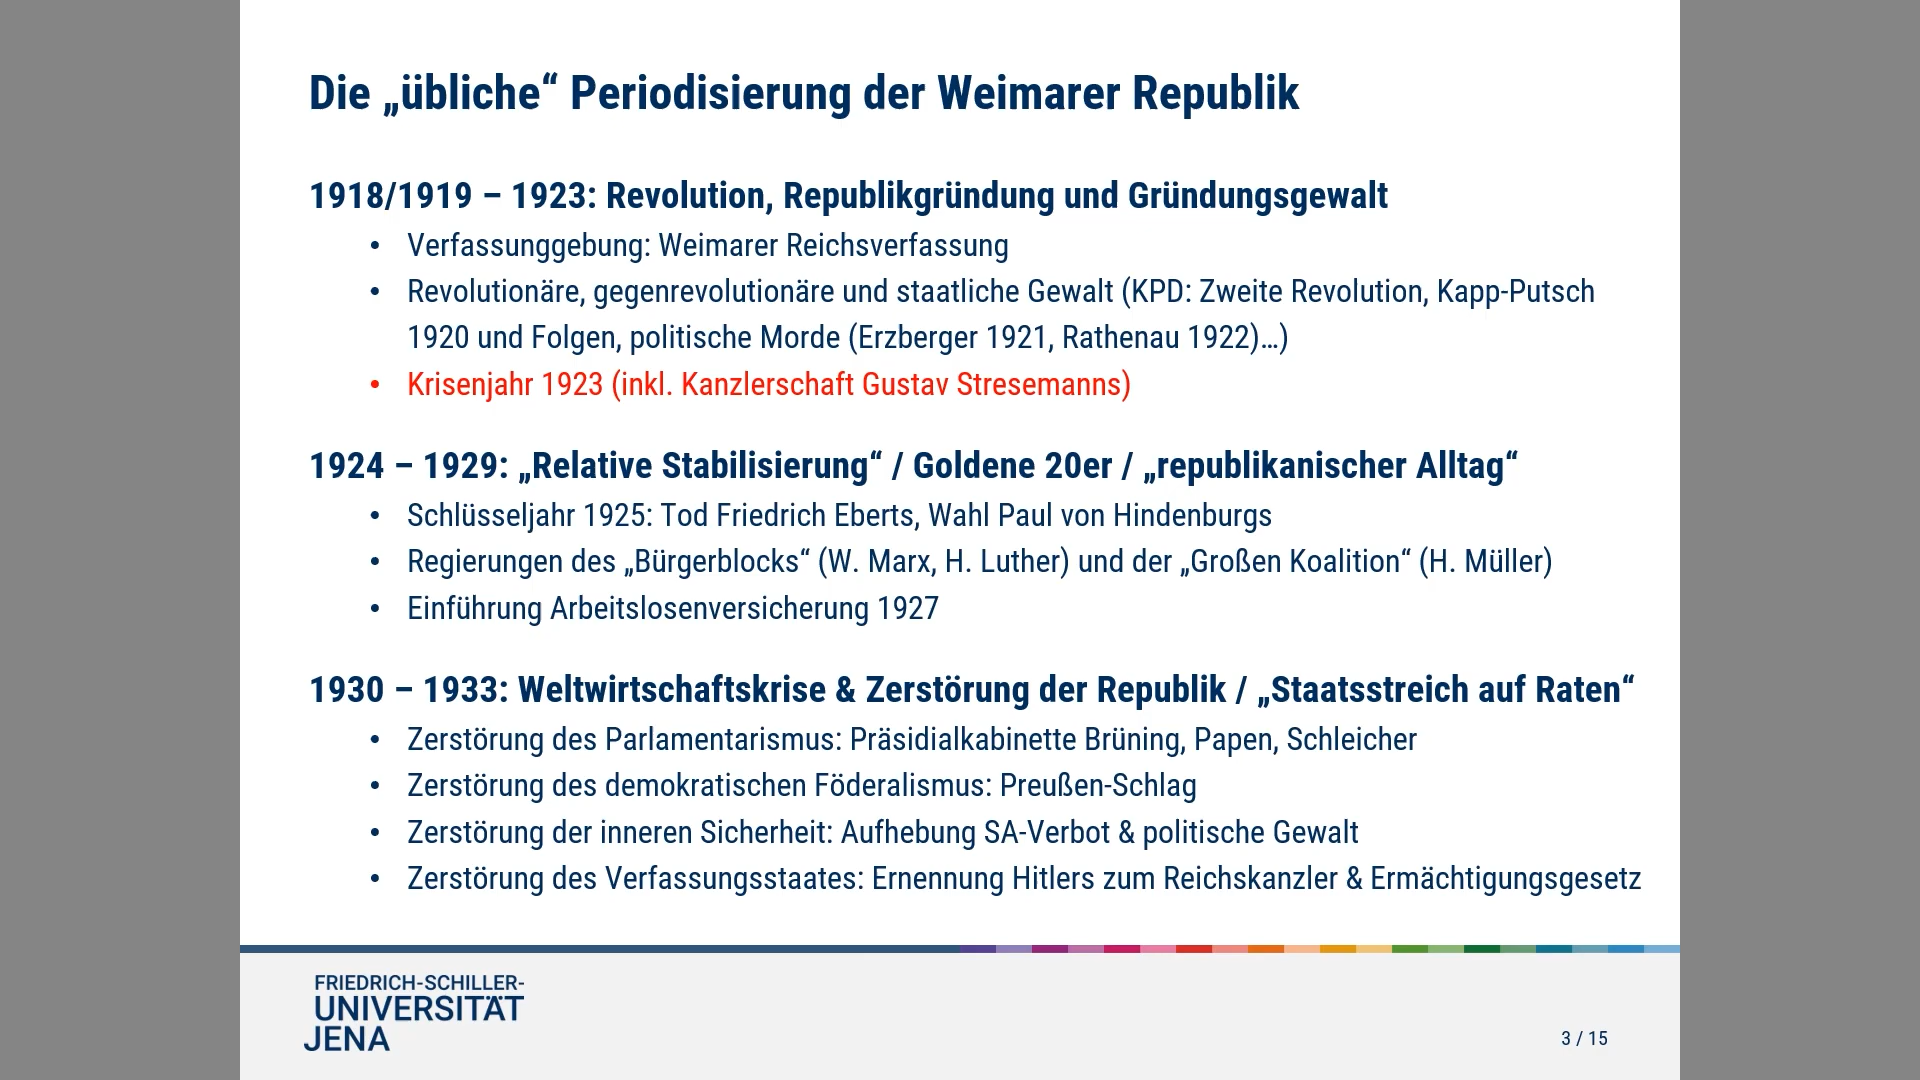 Die „übliche“ Periodisierung der Weimarer Republik
1918/1919 – 1923: Revolution, Republikgründung und Gründungsgewalt
• Verfassunggebung: Weimarer Reichsverfassung
• Revolutionäre, gegenrevolutionäre und staatliche Gewalt (KPD: Zweite Revolution, Kapp-Putsch
1920 und Folgen, politische Morde (Erzberger 1921, Rathenau 1922)…)
• Krisenjahr 1923 (inkl. Kanzlerschaft Gustav Stresemanns)
1924 – 1929: „Relative Stabilisierung“ / Goldene 20er / „republikanischer Alltag“
• Schlüsseljahr 1925: Tod Friedrich Eberts, Wahl Paul von Hindenburgs
• Regierungen des „Bürgerblocks“ (W. Marx, H. Luther) und der „Großen Koalition“ (H. Müller)
• Einführung Arbeitslosenversicherung 1927
1930 – 1933: Weltwirtschaftskrise & Zerstörung der Republik / „Staatsstreich auf Raten“
• Zerstörung des Parlamentarismus: Präsidialkabinette Brüning, Papen, Schleicher
• Zerstörung des demokratischen Föderalismus: Preußen-Schlag
• Zerstörung der inneren Sicherheit: Aufhebung SA-Verbot & politische Gewalt
• Zerstörung des Verfassungsstaates: Ernennung Hitlers zum Reichskanzler & Ermächtigungsgesetz
FRIEDRICH-SCHILLER-
UNIVERSITÄT
JENA
3 / 15